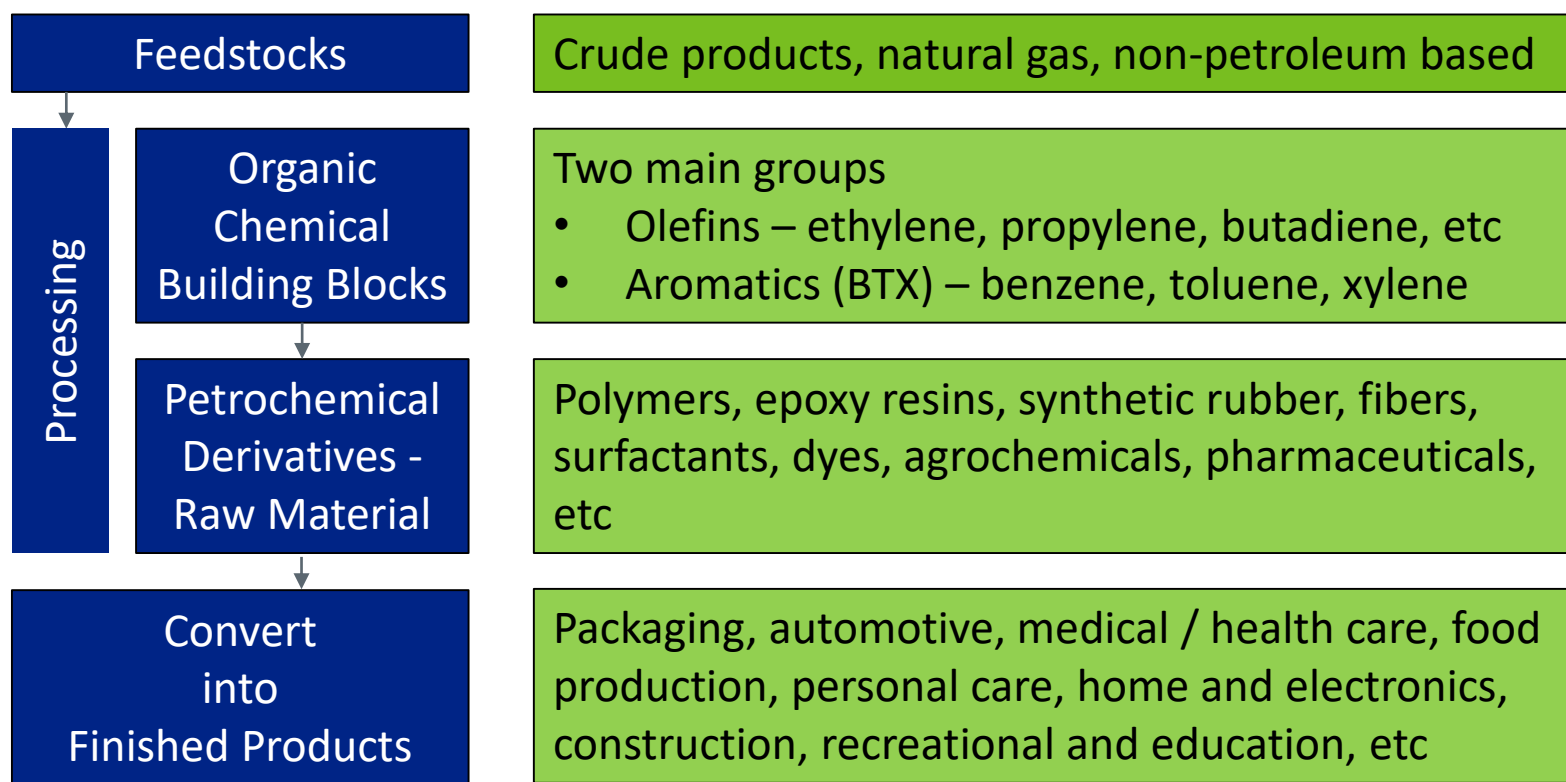 Feedstocks
Crude products, natural gas, non-petroleum based
Processing
Organic
Chemical
Building Blocks
Two main groups
• Olefins – ethylene, propylene, butadiene, etc
• Aromatics (BTX) – benzene, toluene, xylene
Petrochemical
Derivatives -
Raw Material
Polymers, epoxy resins, synthetic rubber, fibers,
surfactants, dyes, agrochemicals, pharmaceuticals,
etc
Convert
into
Finished Products
Packaging, automotive, medical / health care, food
production, personal care, home and electronics,
construction, recreational and education, etc